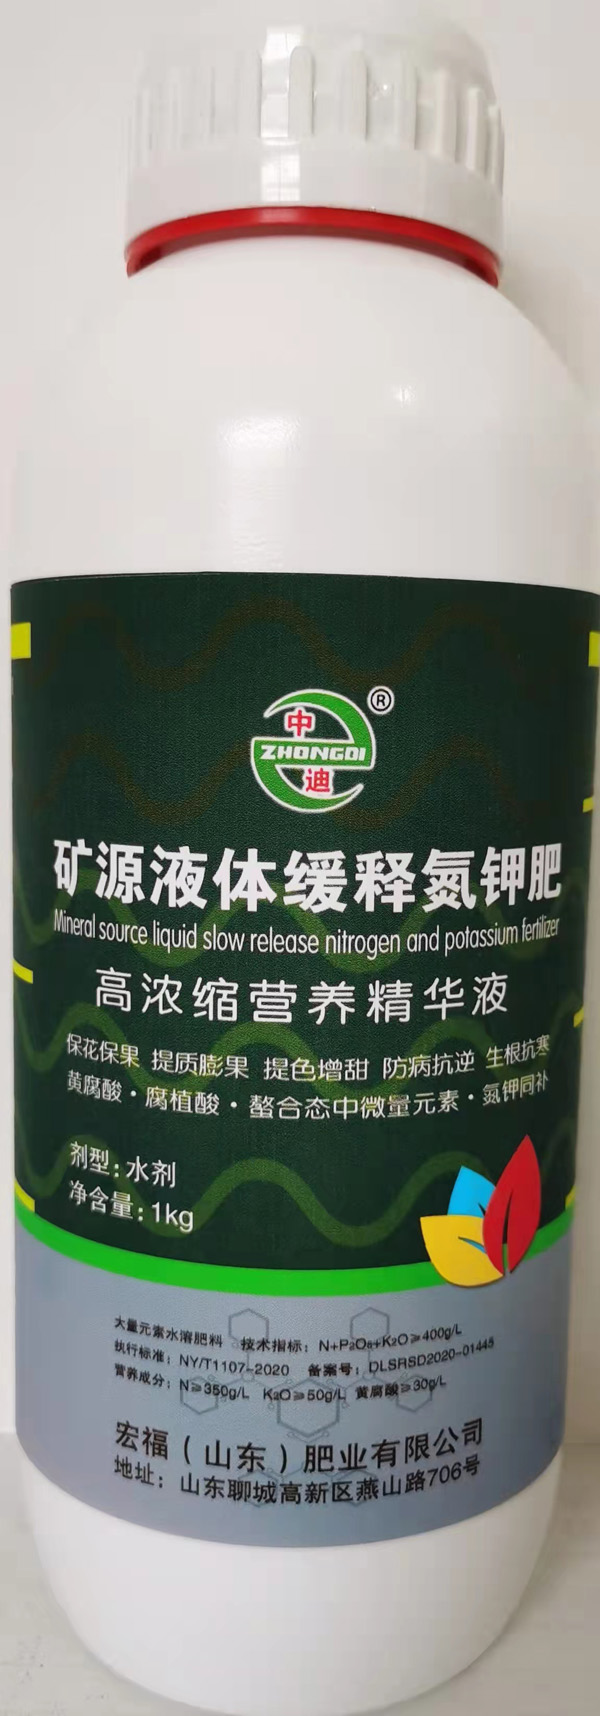 ®
中
ZHONGDI
迪
矿源液体缓释氮钾肥
Mineral source liquid slow release nitrogen and potassium fertilizer
高浓缩营养精华液
保花保果 提质膨果 提色增甜 防病抗逆 生根抗寒
黄腐酸·腐植酸·螯合态中微量元素·氮钾同补
剂型:水剂
净含量:1kg
大量元素水溶肥料 技术指标: N+P₂O₅+K₂O≥400g/L
执行标准: NY/T1107-2020 备案号: DLSRSD2020-01445
营养成分: N≥350g/L K₂O≥50g/L 黄腐酸≥30g/L
宏福（山东）肥业有限公司
地址: 山东聊城高新区燕山路706号